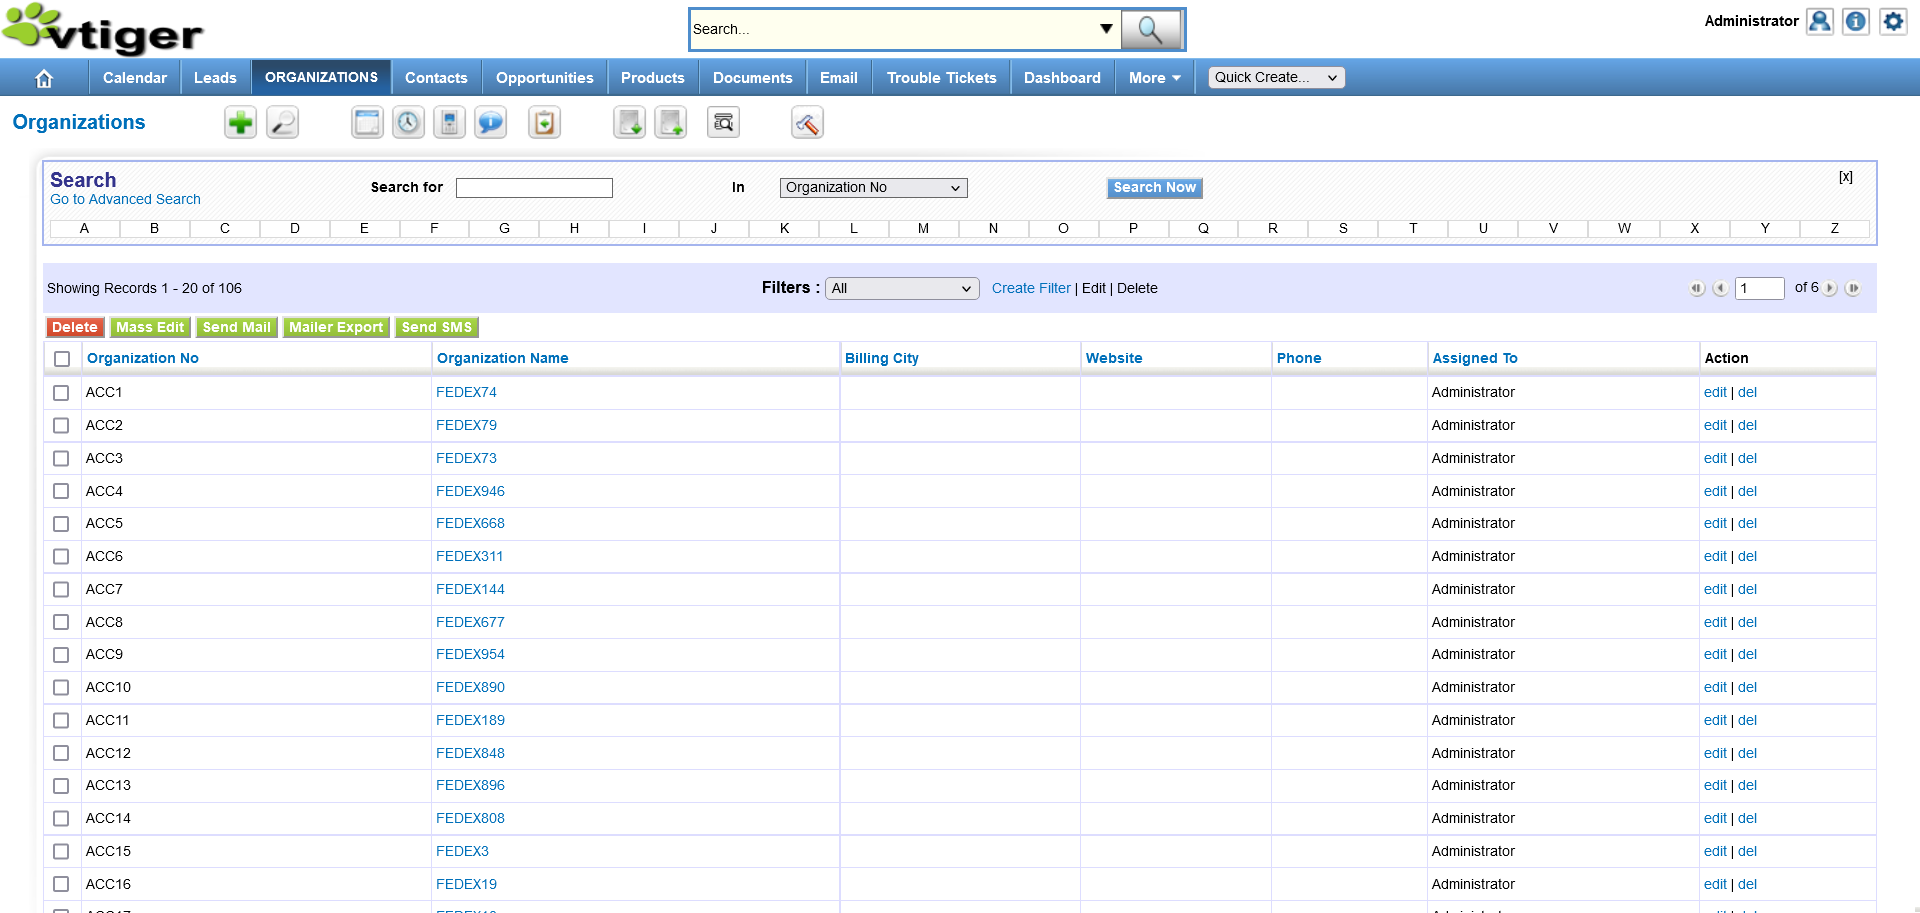 vtiger
Search...
Administrator
Calendar Leads ORGANIZATIONS Contacts Opportunities Products Documents Email Trouble Tickets Dashboard More Quick Create...
Organizations
Search
Go to Advanced Search
Search for In Organization No Search Now [x]
A B C D E F G H I J K L M N O P Q R S T U V W X Y Z
Showing Records 1 - 20 of 106 Filters : All Create Filter | Edit | Delete 1 of 6
Delete Mass Edit Send Mail Mailer Export Send SMS
Organization No Organization Name Billing City Website Phone Assigned To Action
ACC1 FEDEX74 Administrator edit | del
ACC2 FEDEX79 Administrator edit | del
ACC3 FEDEX73 Administrator edit | del
ACC4 FEDEX946 Administrator edit | del
ACC5 FEDEX668 Administrator edit | del
ACC6 FEDEX311 Administrator edit | del
ACC7 FEDEX144 Administrator edit | del
ACC8 FEDEX677 Administrator edit | del
ACC9 FEDEX954 Administrator edit | del
ACC10 FEDEX890 Administrator edit | del
ACC11 FEDEX189 Administrator edit | del
ACC12 FEDEX848 Administrator edit | del
ACC13 FEDEX896 Administrator edit | del
ACC14 FEDEX808 Administrator edit | del
ACC15 FEDEX3 Administrator edit | del
ACC16 FEDEX19 Administrator edit | del